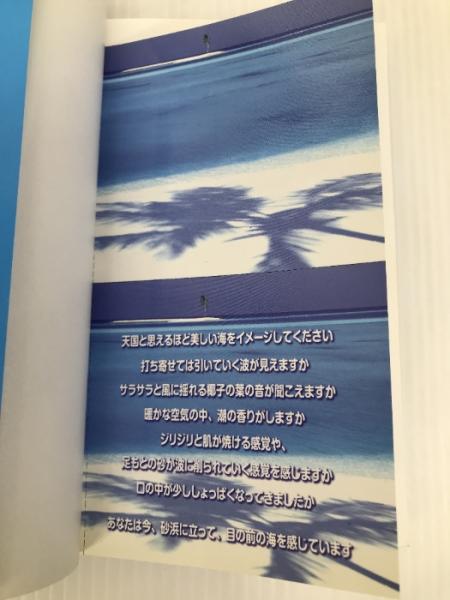 天国と思えるほど美しい海をイメージしてください
打ち寄せては引いていく波が見えますか
サラサラと風に揺れる椰子の葉の音が聞こえますか
暖かな空気の中、潮の香りがしますか
ジリジリと肌が焼ける感覚や、
足もとの砂が波に削られていく感覚を感じますか
口の中が少ししょっぱくなってきましたか
あなたは今、砂浜に立って、目の前の海を感じています